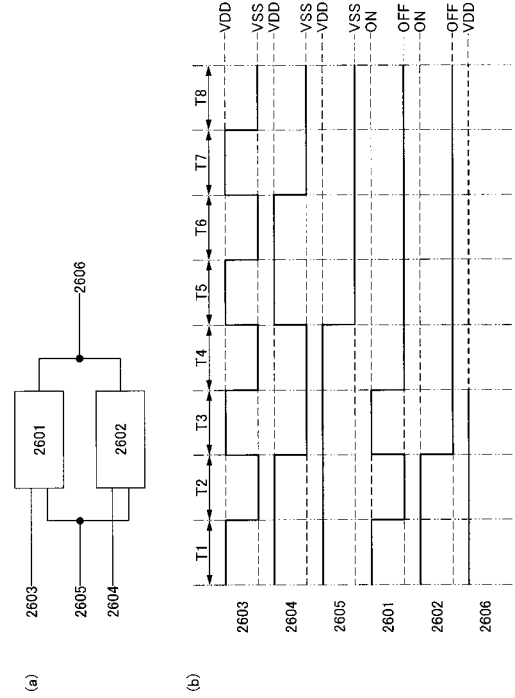 (a)
2603
2605
2604
2601
2602
2606
(b)
T1 T2 T3 T4 T5 T6 T7 T8
2603
VDD
VSS
2604
VDD
VSS
2605
VDD
VSS
2601
ON
OFF
2602
ON
OFF
2606
VDD